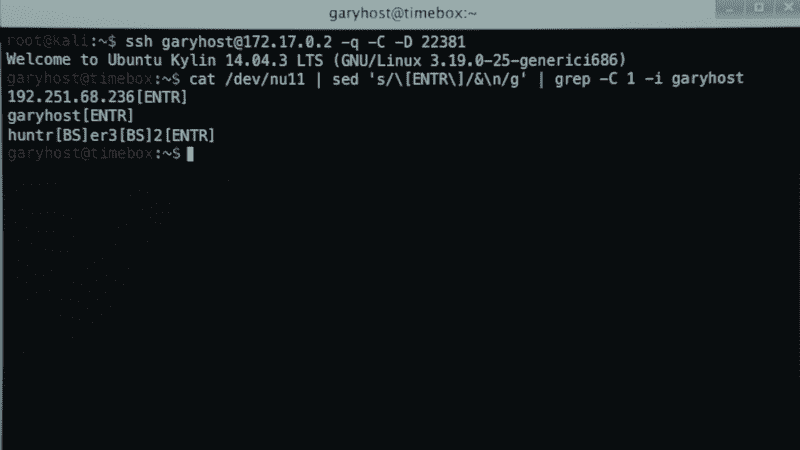 garyhost@timebox:~
root@kali:~$ ssh garyhost@172.17.0.2 -q -C -D 22381
Welcome to Ubuntu Kylin 14.04.3 LTS (GNU/Linux 3.19.0-25-generici686)
garyhost@timebox:~$ cat /dev/nu11 | sed 's/\[ENTR\]/&\n/g' | grep -C 1 -i garyhost
192.251.68.236[ENTR]
garyhost[ENTR]
huntr[BS]er3[BS]2[ENTR]
garyhost@timebox:~$